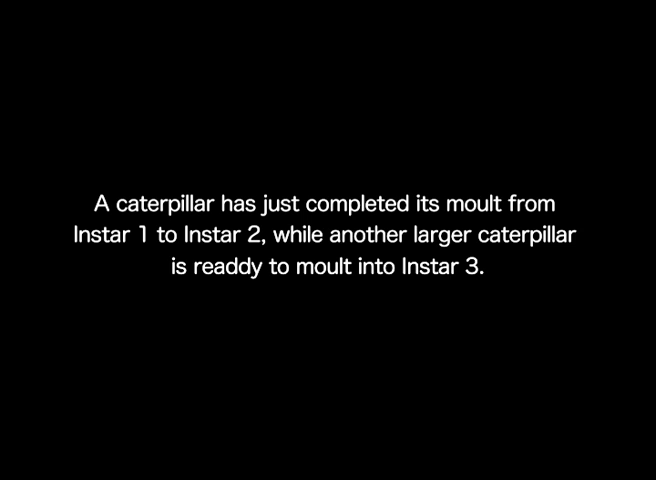 A caterpillar has just completed its moult from
Instar 1 to Instar 2, while another larger caterpillar
is readdy to moult into Instar 3.